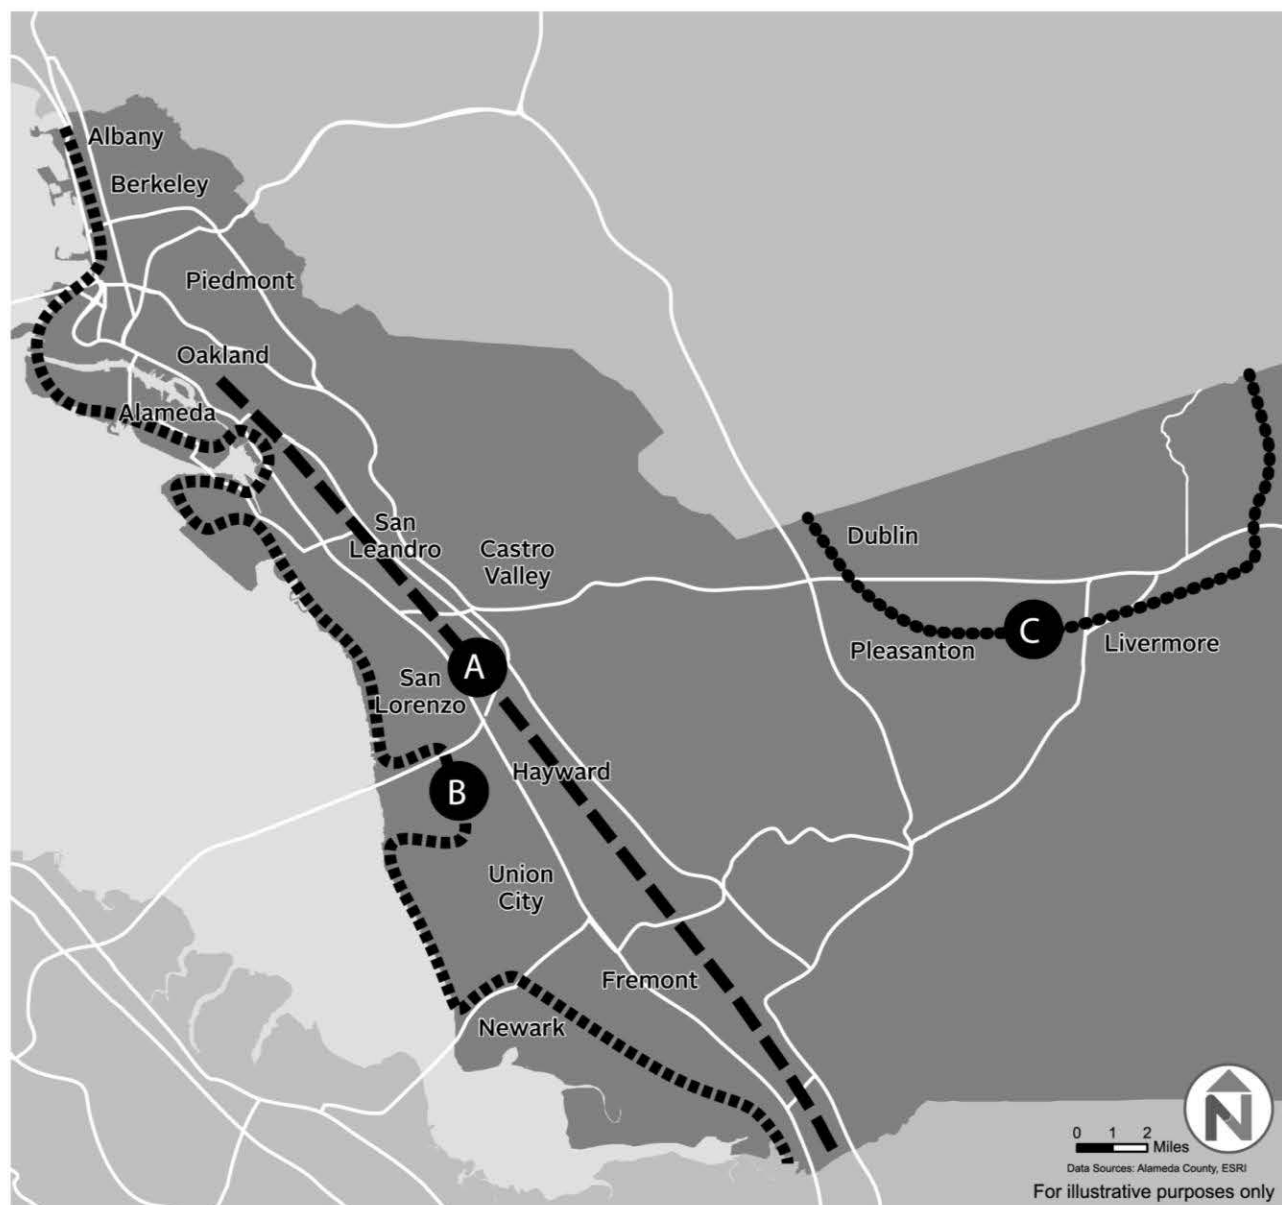 Albany
Berkeley
Piedmont
Oakland
Alameda
San
Leandro
Castro
Valley
Dublin
C
Pleasanton
Livermore
A
San
Lorenzo
Hayward
B
Union
City
Fremont
Newark
N
0 1 2
Miles
Data Sources: Alameda County, ESRI
For illustrative purposes only